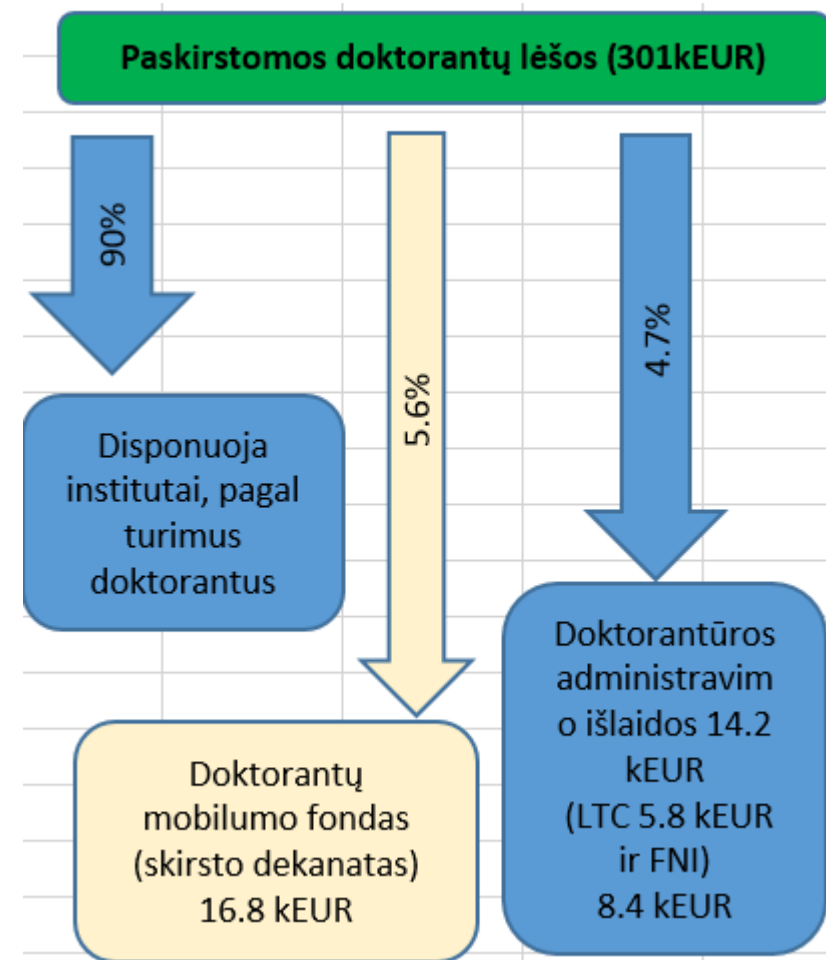 Paskirstomos doktorantų lėšos (301kEUR)
90%
5.6%
4.7%
Disponuoja
institutai, pagal
turimus
doktorantus
Doktorantų
mobilumo fondas
(skirsto dekanatas)
16.8 kEUR
Doktorantūros
administravim
o išlaidos 14.2
kEUR
(LTC 5.8 kEUR
ir FNI)
8.4 kEUR